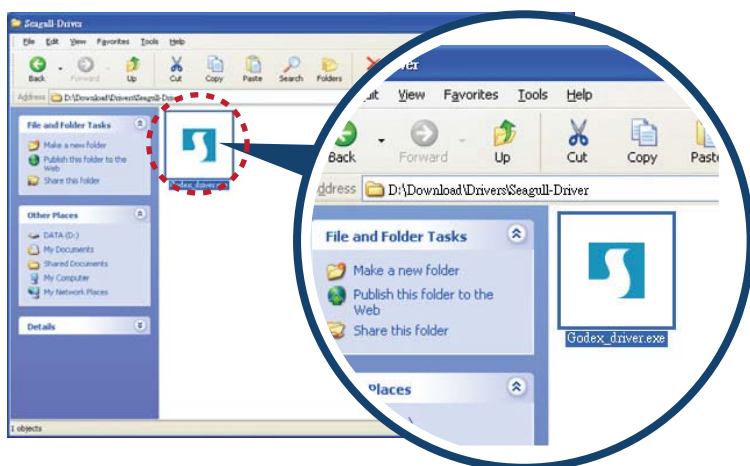 Seagull-Driver
File Edit View Favorites Tools Help
Back Forward Up Cut Copy Paste Search Folders
Address D:\Download\Drivers\Seagull-Driver
File and Folder Tasks
Make a new folder
Publish this folder to the
Web
Share this folder
Other Places
DATA (D:)
My Documents
Shared Documents
My Computer
My Network Places
Details
Godex_driver.exe
1 objects
View Favorites Tools Help
Back Forward Up Cut Copy Paste
D:\Download\Drivers\Seagull-Driver
File and Folder Tasks
Make a new folder
Publish this folder to the
Web
Share this folder
Godex_driver.exe
Places